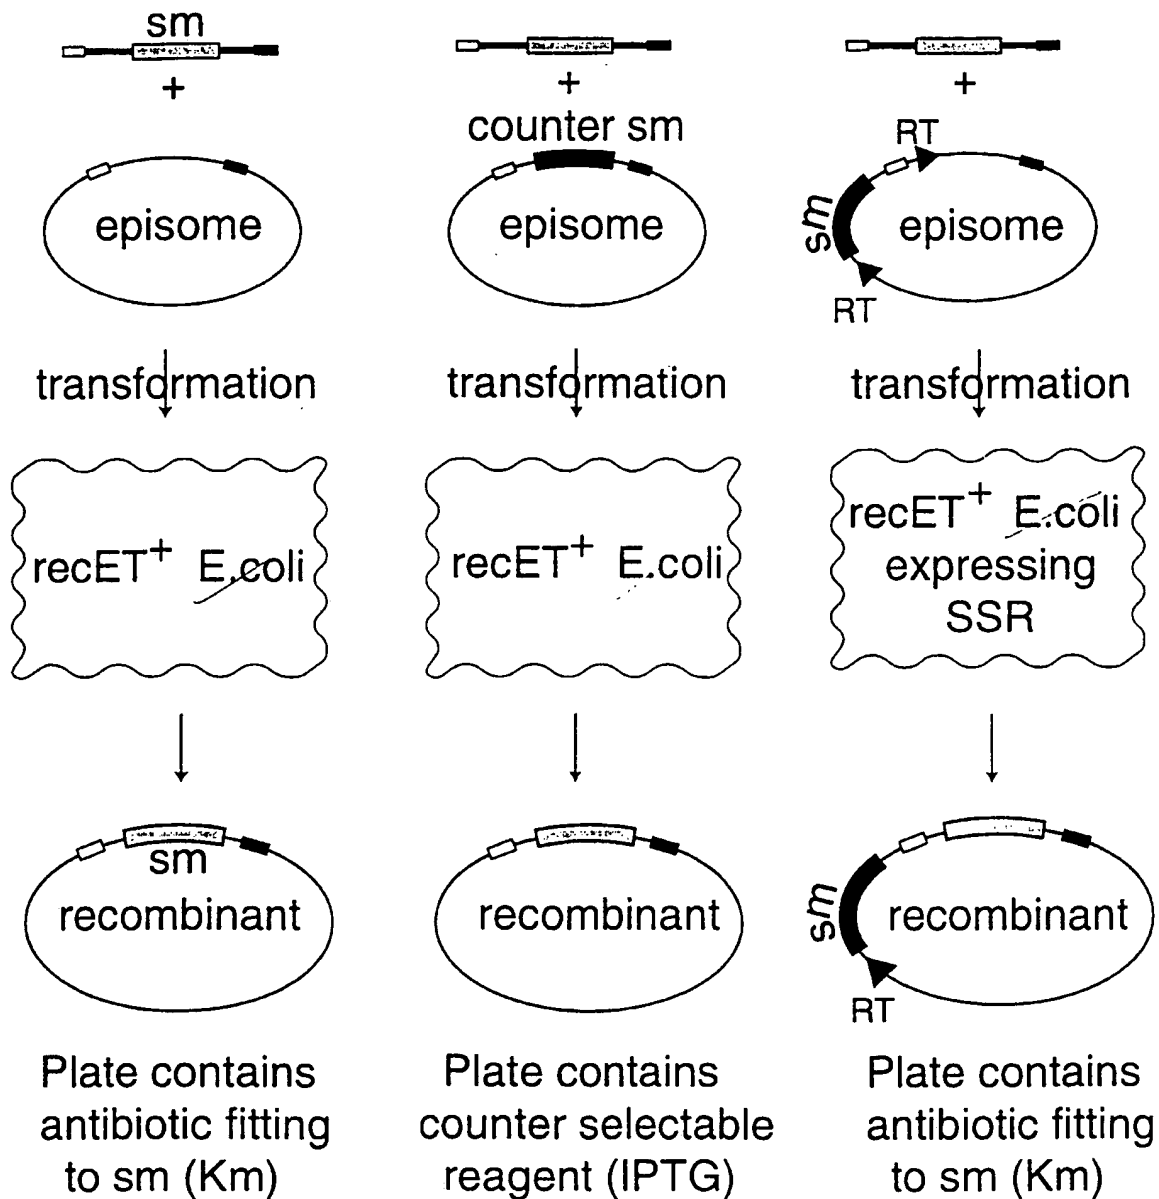 sm
+
episome
transformation
recET+ E.coli
sm
recombinant
Plate contains
antibiotic fitting
to sm (Km)
+
counter sm
episome
transformation
recET+ E.coli
recombinant
Plate contains
counter selectable
reagent (IPTG)
+
RT
sm
episome
RT
transformation
recET+ E.coli
expressing
SSR
sm
recombinant
RT
Plate contains
antibiotic fitting
to sm (Km)